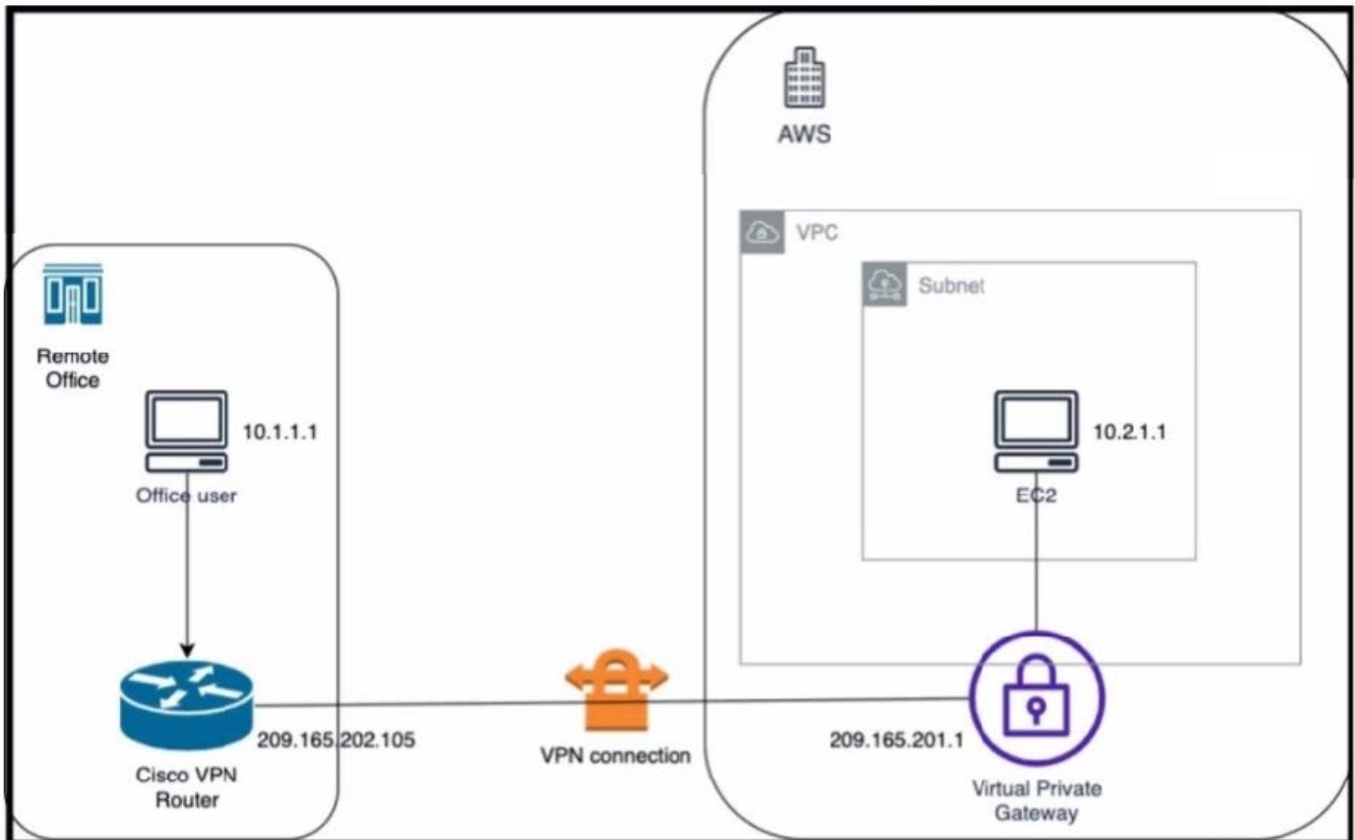 AWS
VPC
Subnet
Remote
Office
10.1.1.1
10.2.1.1
Office user
EC2
209.165.202.105
VPN connection
209.165.201.1
Cisco VPN
Router
Virtual Private
Gateway